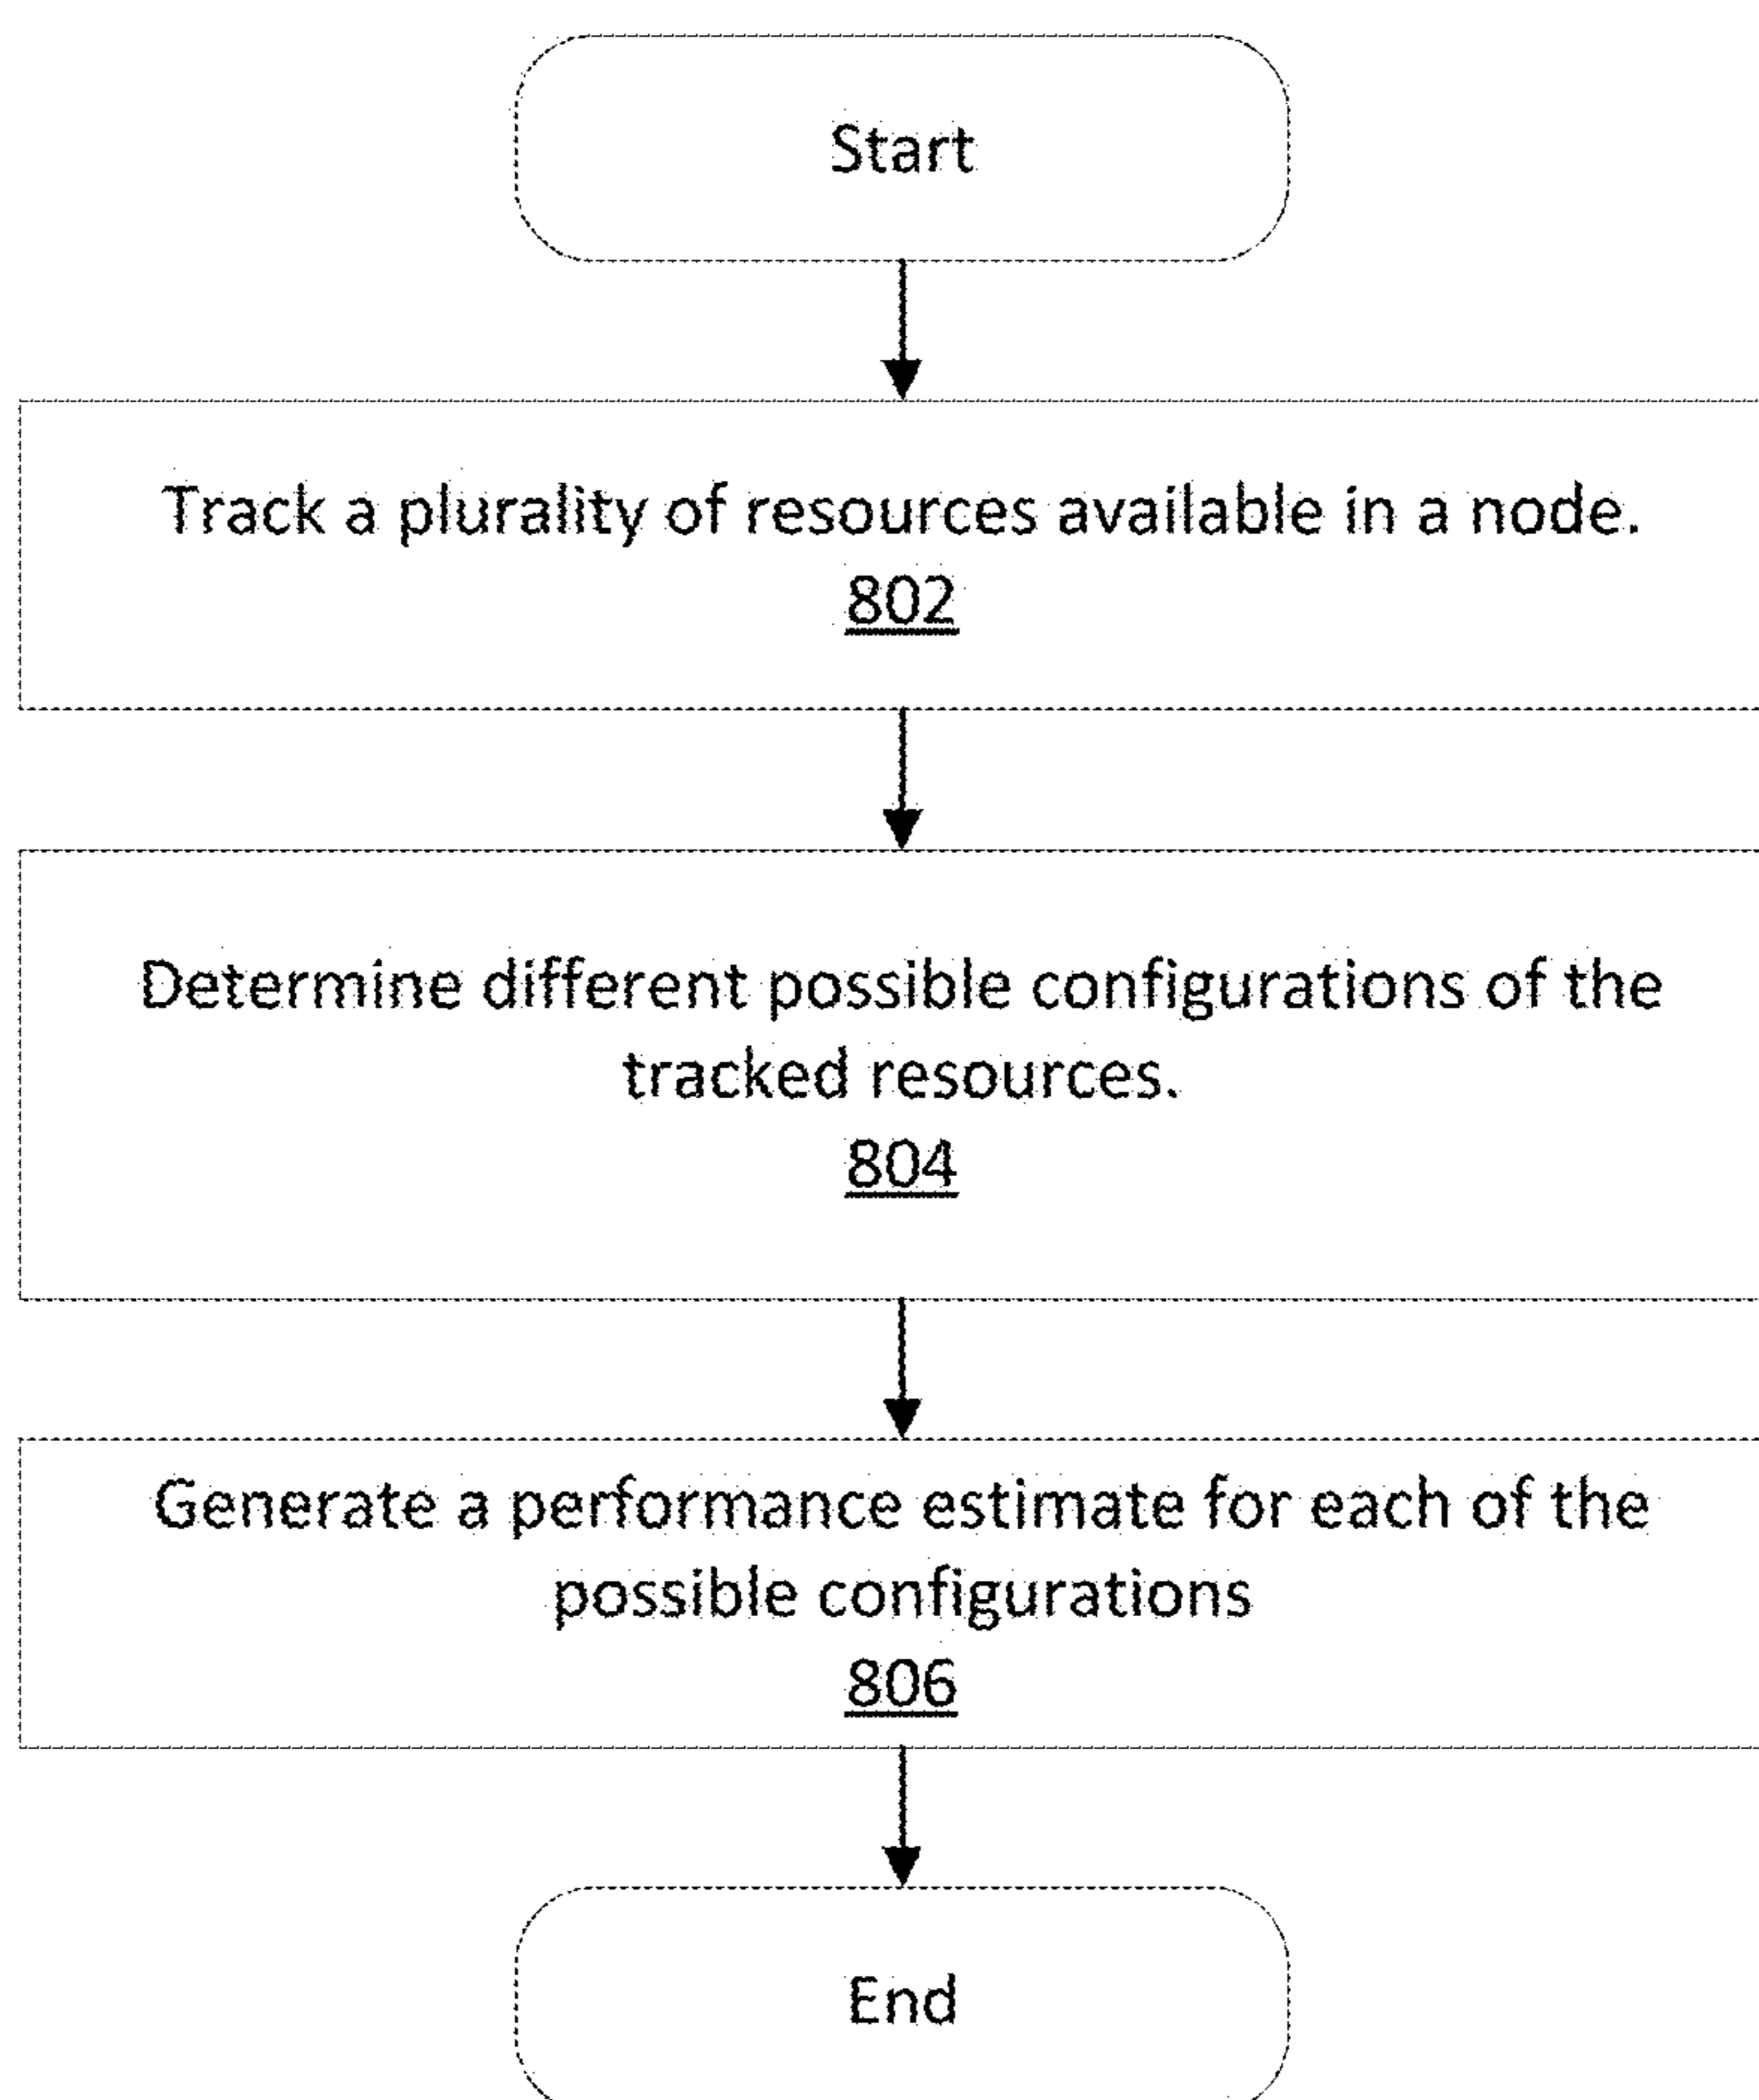 Start
Track a plurality of resources available in a node.
802
Determine different possible configurations of the
tracked resources.
804
Generate a performance estimate for each of the
possible configurations
806
End